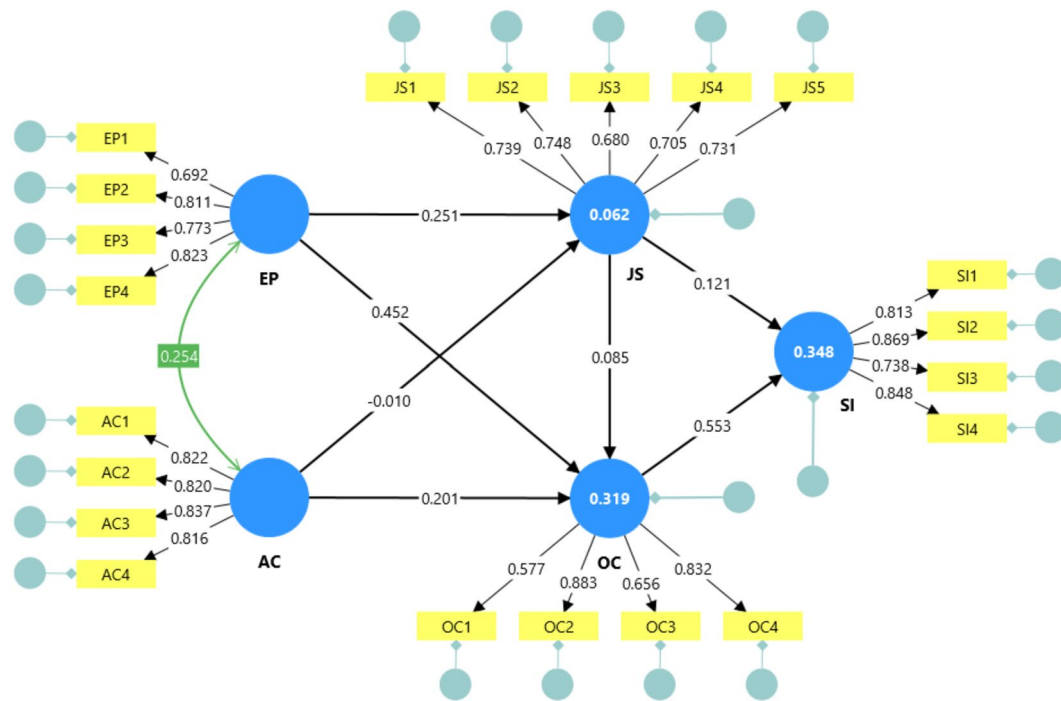 JS1 JS2 JS3 JS4 JS5
0.739 0.748 0.680 0.705 0.731
EP1
EP2
EP3
EP4
0.692
0.811
0.773
0.823
EP
0.251
0.062
JS
0.452
0.121
0.254
0.085
-0.010
0.348
SI
0.813
0.869
0.738
0.848
SI1
SI2
SI3
SI4
0.553
AC1
AC2
AC3
AC4
0.822
0.820
0.837
0.816
AC
0.201
0.319
OC
0.577 0.883 0.656 0.832
OC1 OC2 OC3 OC4